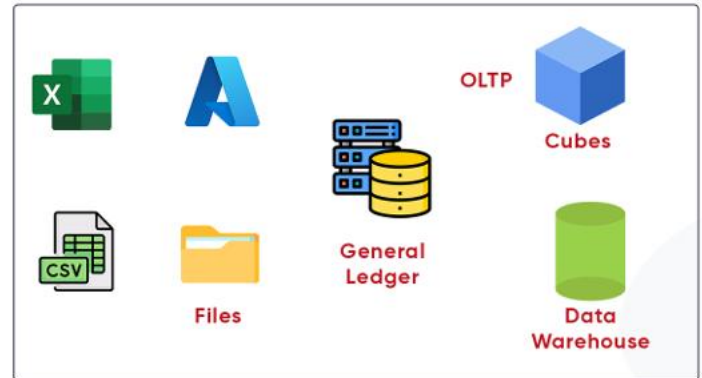 X
OLTP
Cubes
CSV
Files
General
Ledger
Data
Warehouse